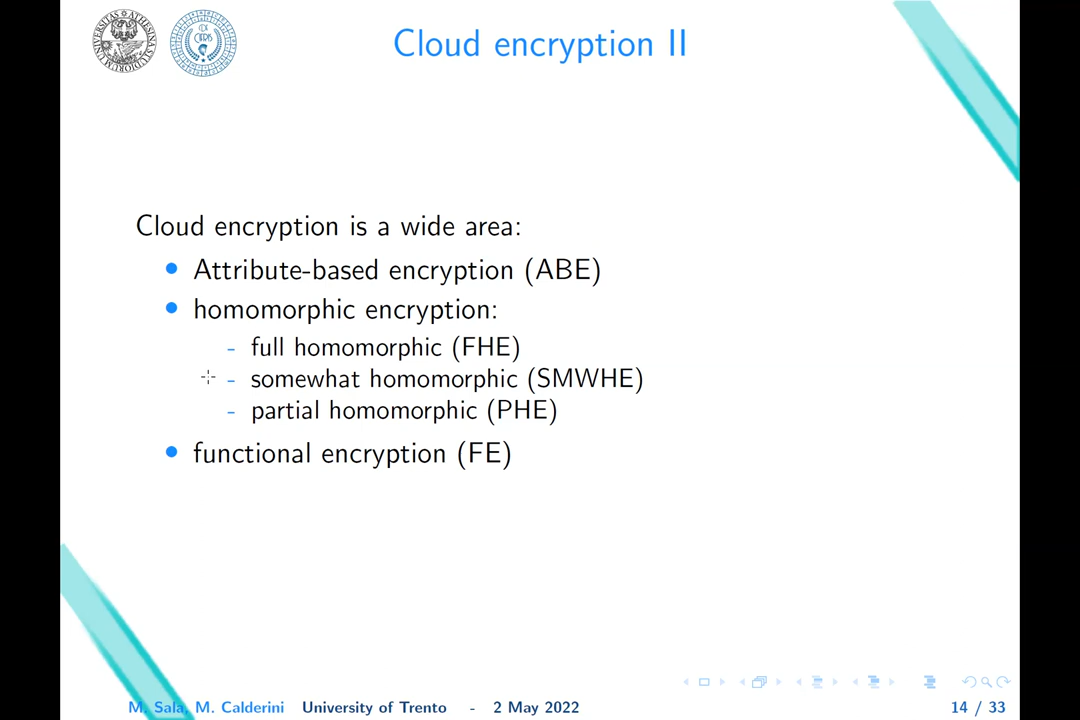 Cloud encryption II
Cloud encryption is a wide area:
• Attribute-based encryption (ABE)
• homomorphic encryption:
- full homomorphic (FHE)
- somewhat homomorphic (SMWHE)
- partial homomorphic (PHE)
• functional encryption (FE)
M. Sala, M. Calderini University of Trento - 2 May 2022 14 / 33